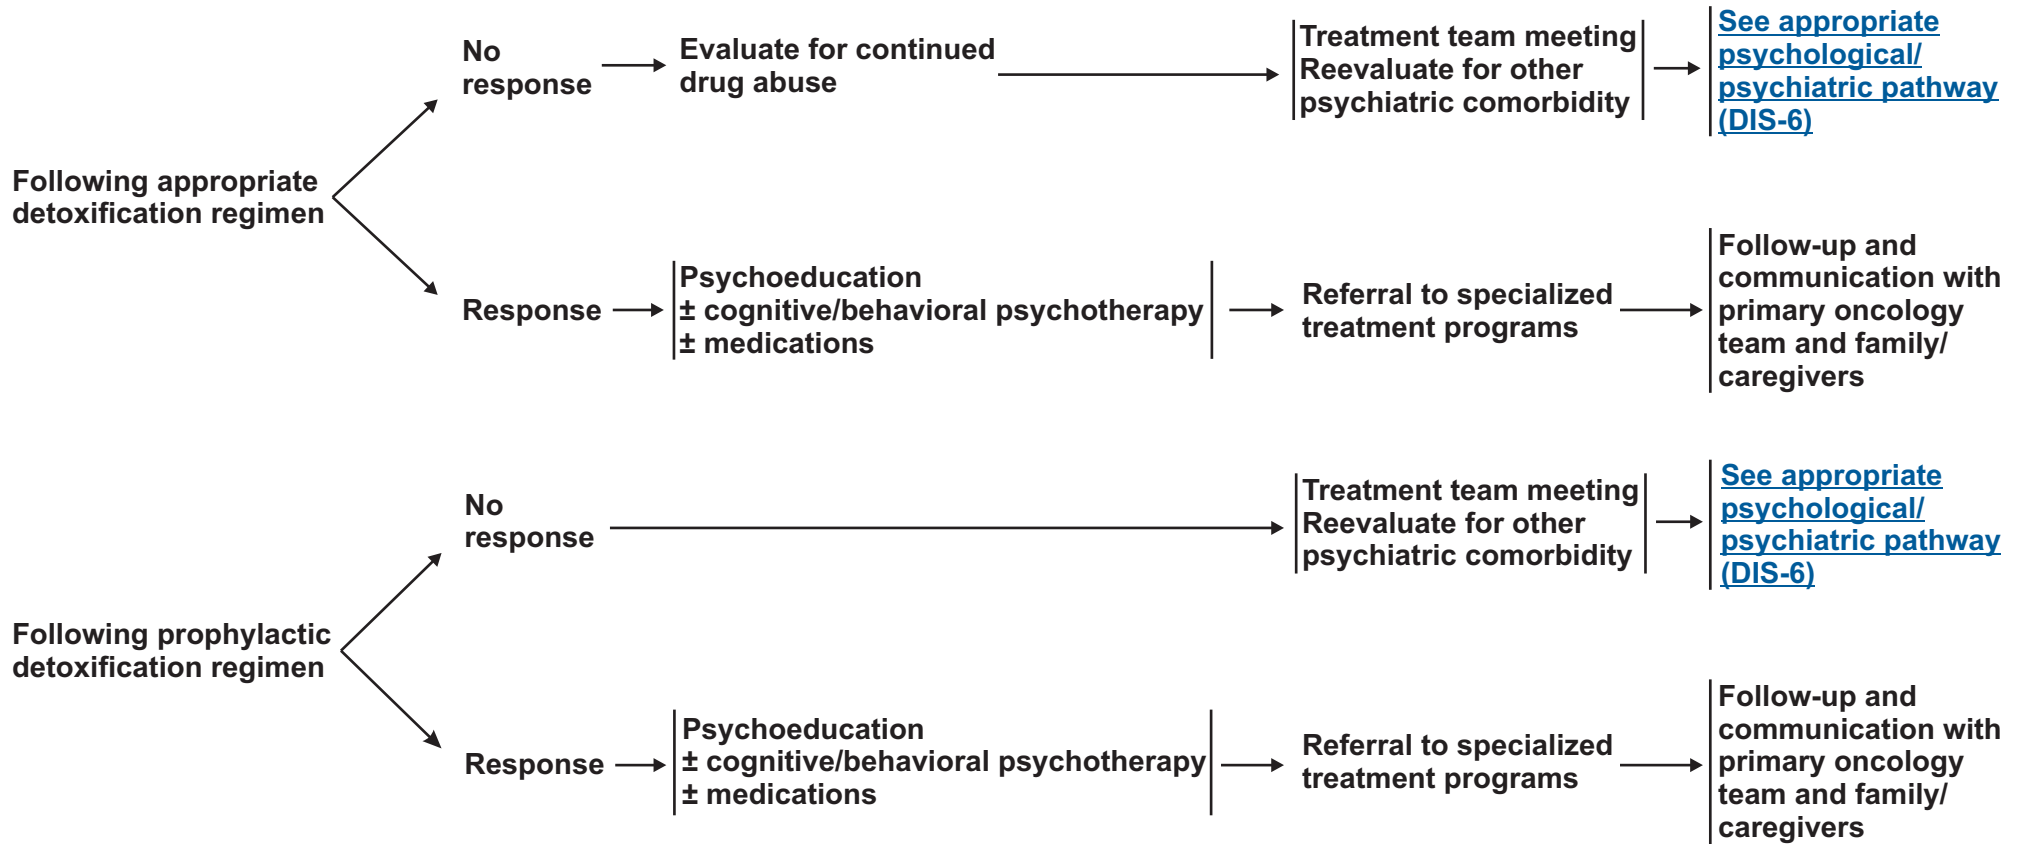 Following appropriate
detoxification regimen
No
response
Evaluate for continued
drug abuse
Treatment team meeting
Reevaluate for other
psychiatric comorbidity
See appropriate
psychological/
psychiatric pathway
(DIS-6)
Response
Psychoeducation
± cognitive/behavioral psychotherapy
± medications
Referral to specialized
treatment programs
Follow-up and
communication with
primary oncology
team and family/
caregivers
Following prophylactic
detoxification regimen
No
response
Treatment team meeting
Reevaluate for other
psychiatric comorbidity
See appropriate
psychological/
psychiatric pathway
(DIS-6)
Response
Psychoeducation
± cognitive/behavioral psychotherapy
± medications
Referral to specialized
treatment programs
Follow-up and
communication with
primary oncology
team and family/
caregivers